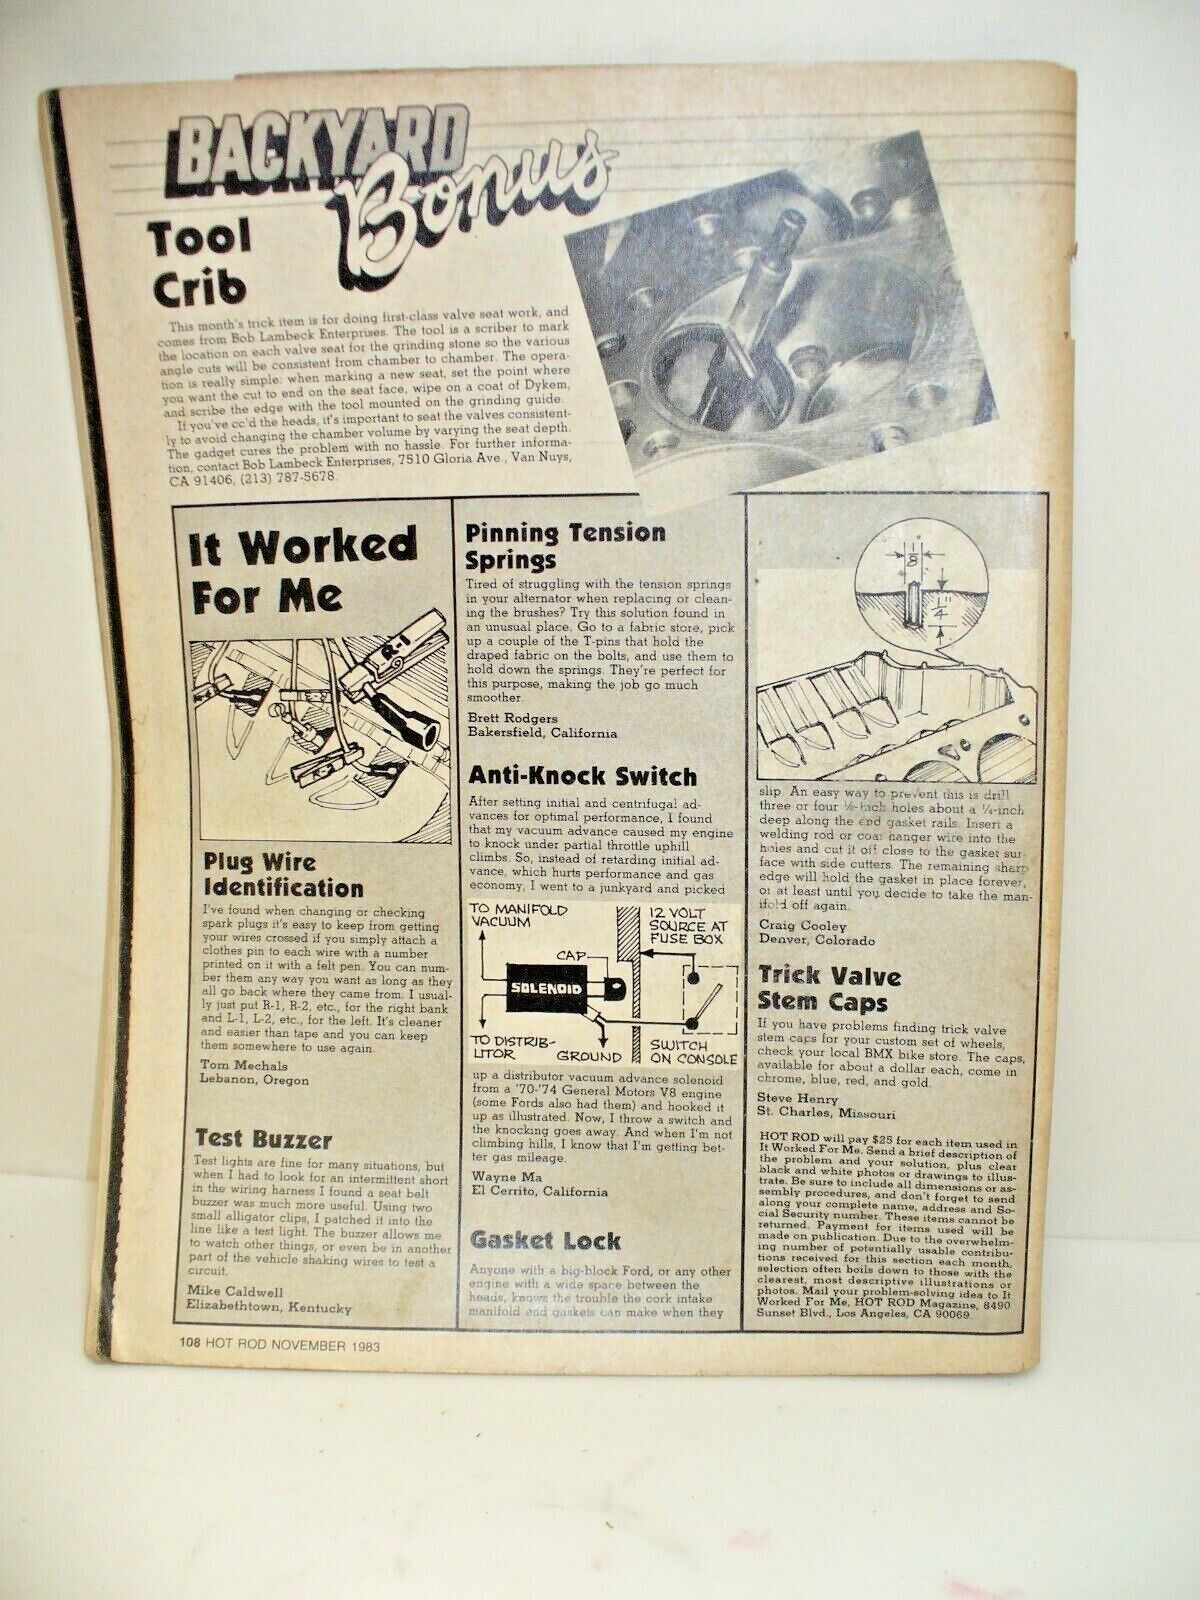 BACKYARD
Bonus
Tool
Crib
This month's trick item is for doing first-class valve seat work, and
comes from Bob Lambeck Enterprises. The tool is a scriber to mark
the location on each valve seat for the grinding stone so the various
angle cuts will be consistent from chamber to chamber. The opera-
tion is really simple: when marking a new seat, set the point where
you want the cut to end on the seat face, wipe on a coat of Dykem,
and scribe the edge with the tool mounted on the grinding guide.
If you've cc'd the heads, it's important to seat the valves consistent-
ly to avoid changing the chamber volume by varying the seat depth.
The gadget cures the problem with no hassle. For further informa-
tion, contact Bob Lambeck Enterprises, 7510 Gloria Ave., Van Nuys,
CA 91406, (213) 787-5678.
It Worked
For Me
R-1
Plug Wire
Identification
I've found when changing or checking
spark plugs it's easy to keep from getting
your wires crossed if you simply attach a
clothes pin to each wire with a number
printed on it with a felt pen. You can num-
ber them any way you want as long as they
all go back where they came from. I usual-
ly just put R-1, R-2, etc., for the right bank
and L-1, L-2, etc., for the left. It's cleaner
and easier than tape and you can keep
them somewhere to use again.
Tom Mechals
Lebanon, Oregon
Test Buzzer
Test lights are fine for many situations, but
when I had to look for an intermittent short
in the wiring harness I found a seat belt
buzzer was much more useful. Using two
small alligator clips, I patched it into the
line like a test light. The buzzer allows me
to watch other things, or even be in another
part of the vehicle shaking wires to test a
circuit.
Mike Caldwell
Elizabethtown, Kentucky
Pinning Tension
Springs
Tired of struggling with the tension springs
in your alternator when replacing or clean-
ing the brushes? Try this solution found in
an unusual place. Go to a fabric store, pick
up a couple of the T-pins that hold the
draped fabric on the bolts, and use them to
hold down the springs. They're perfect for
this purpose, making the job go much
smoother.
Brett Rodgers
Bakersfield, California
Anti-Knock Switch
After setting initial and centrifugal ad-
vances for optimal performance, I found
that my vacuum advance caused my engine
to knock under partial throttle uphill
climbs. So, instead of retarding initial ad-
vance, which hurts performance and gas
economy, I went to a junkyard and picked
TO MANIFOLD
VACUUM
CAP
12 VOLT
SOURCE AT
FUSE BOX
SOLENOID
TO DISTRIB-
UTOR
GROUND
SWITCH
ON CONSOLE
up a distributor vacuum advance solenoid
from a '70-'74 General Motors V8 engine
(some Fords also had them) and hooked it
up as illustrated. Now, I throw a switch and
the knocking goes away. And when I'm not
climbing hills, I know that I'm getting bet-
ter gas mileage.
Wayne Ma
El Cerrito, California
Gasket Lock
Anyone with a big-block Ford, or any other
engine with a wide space between the
heads, knows the trouble the cork intake
manifold end gaskets can make when they
1/8
1/4"
slip. An easy way to prevent this is drill
three or four ⅛-inch holes about a ¼-inch
deep along the end gasket rails. Insert a
welding rod or coat hanger wire into the
holes and cut it off close to the gasket sur-
face with side cutters. The remaining sharp
edge will hold the gasket in place forever,
or at least until you decide to take the man-
ifold off again.
Craig Cooley
Denver, Colorado
Trick Valve
Stem Caps
If you have problems finding trick valve
stem caps for your custom set of wheels,
check your local BMX bike store. The caps,
available for about a dollar each, come in
chrome, blue, red, and gold.
Steve Henry
St. Charles, Missouri
HOT ROD will pay $25 for each item used in
It Worked For Me. Send a brief description of
the problem and your solution, plus clear
black and white photos or drawings to illus-
trate. Be sure to include all dimensions or as-
sembly procedures, and don't forget to send
along your complete name, address and So-
cial Security number. These items cannot be
returned. Payment for items used will be
made on publication. Due to the overwhelm-
ing number of potentially usable contribu-
tions received for this section each month,
selection often boils down to those with the
clearest, most descriptive illustrations or
photos. Mail your problem-solving idea to It
Worked For Me, HOT ROD Magazine, 8490
Sunset Blvd., Los Angeles, CA 90069.
108 HOT ROD NOVEMBER 1983